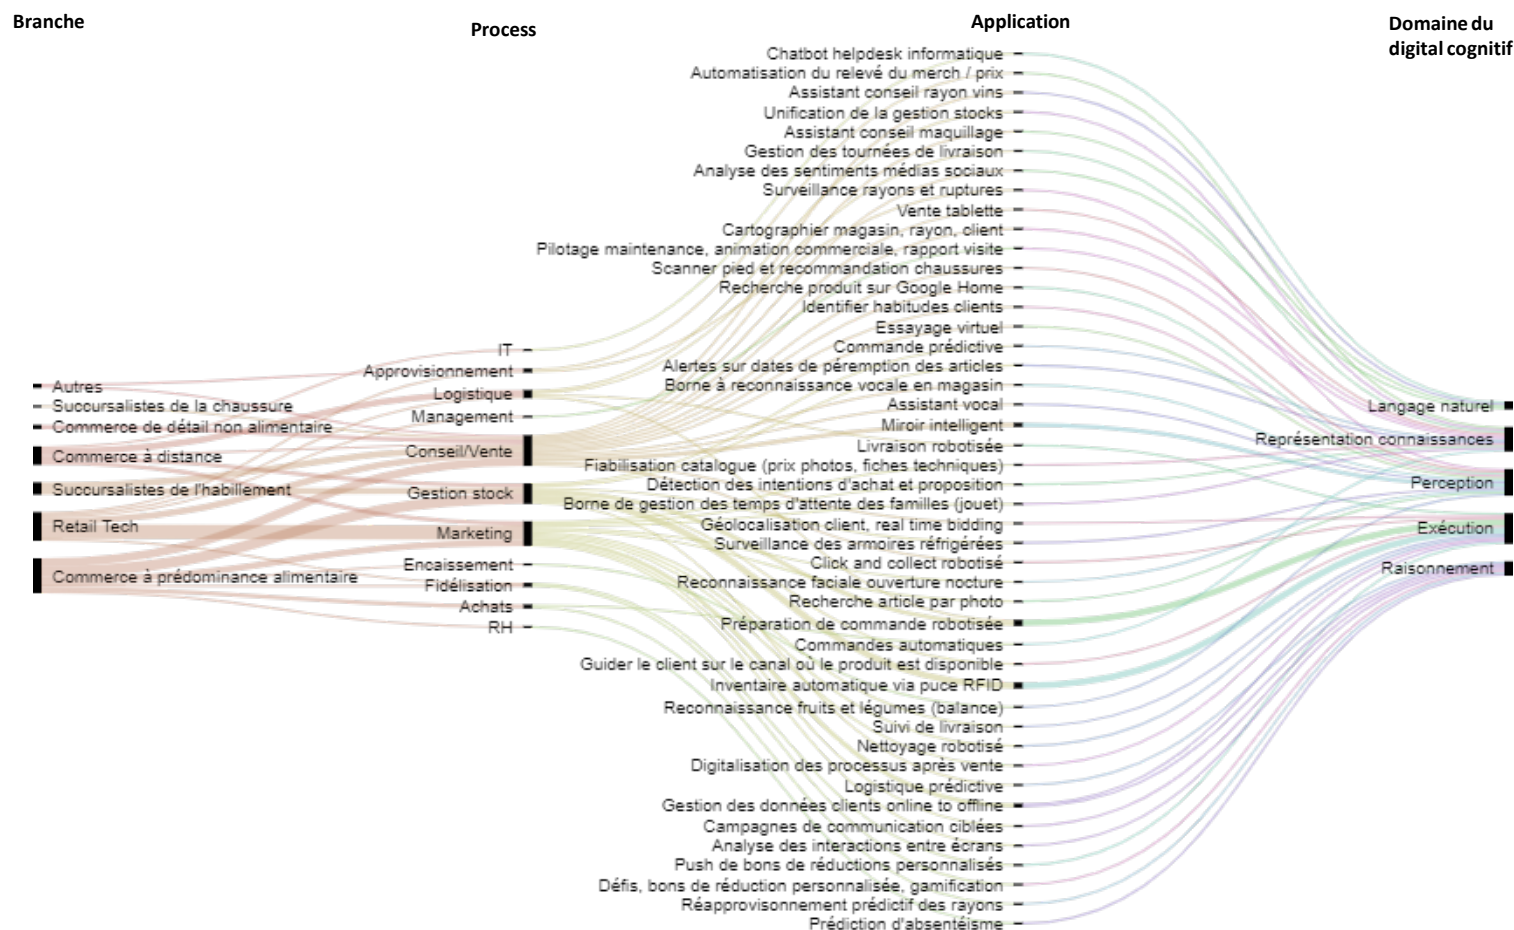 Branche
Process
Application
Domaine du
digital cognitif
Autres
Succursalistes de la chaussure
Commerce de détail non alimentaire
Commerce à distance
Succursalistes de l'habillement
Retail Tech
Commerce à prédominance alimentaire
IT
Approvisionnement
Logistique
Management
Conseil/Vente
Gestion stock
Marketing
Encaissement
Fidélisation
Achats
RH
Chatbot helpdesk informatique
Automatisation du relevé du merch / prix
Assistant conseil rayon vins
Unification de la gestion stocks
Assistant conseil maquillage
Gestion des tournées de livraison
Analyse des sentiments médias sociaux
Surveillance rayons et ruptures
Vente tablette
Cartographier magasin, rayon, client
Pilotage maintenance, animation commerciale, rapport visite
Scanner pied et recommandation chaussures
Recherche produit sur Google Home
Identifier habitudes clients
Essayage virtuel
Commande prédictive
Alertes sur dates de péremption des articles
Borne à reconnaissance vocale en magasin
Assistant vocal
Miroir intelligent
Livraison robotisée
Fiabilisation catalogue (prix photos, fiches techniques)
Détection des intentions d'achat et proposition
Borne de gestion des temps d'attente des familles (jouet)
Géolocalisation client, real time bidding
Surveillance des armoires réfrigérées
Click and collect robotisé
Reconnaissance faciale ouverture nocture
Recherche article par photo
Préparation de commande robotisée
Commandes automatiques
Guider le client sur le canal où le produit est disponible
Inventaire automatique via puce RFID
Reconnaissance fruits et légumes (balance)
Suivi de livraison
Nettoyage robotisé
Digitalisation des processus après vente
Logistique prédictive
Gestion des données clients online to offline
Campagnes de communication ciblées
Analyse des interactions entre écrans
Push de bons de réductions personnalisés
Défis, bons de réduction personnalisée, gamification
Réapprovisonnement prédictif des rayons
Prédiction d'absentéisme
Langage naturel
Représentation connaissances
Perception
Exécution
Raisonnement